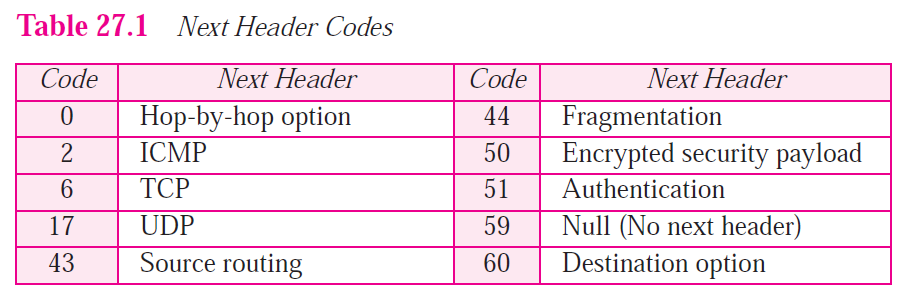 Table 27.1 Next Header Codes
Code Next Header Code Next Header
0 Hop-by-hop option 44 Fragmentation
2 ICMP 50 Encrypted security payload
6 TCP 51 Authentication
17 UDP 59 Null (No next header)
43 Source routing 60 Destination option